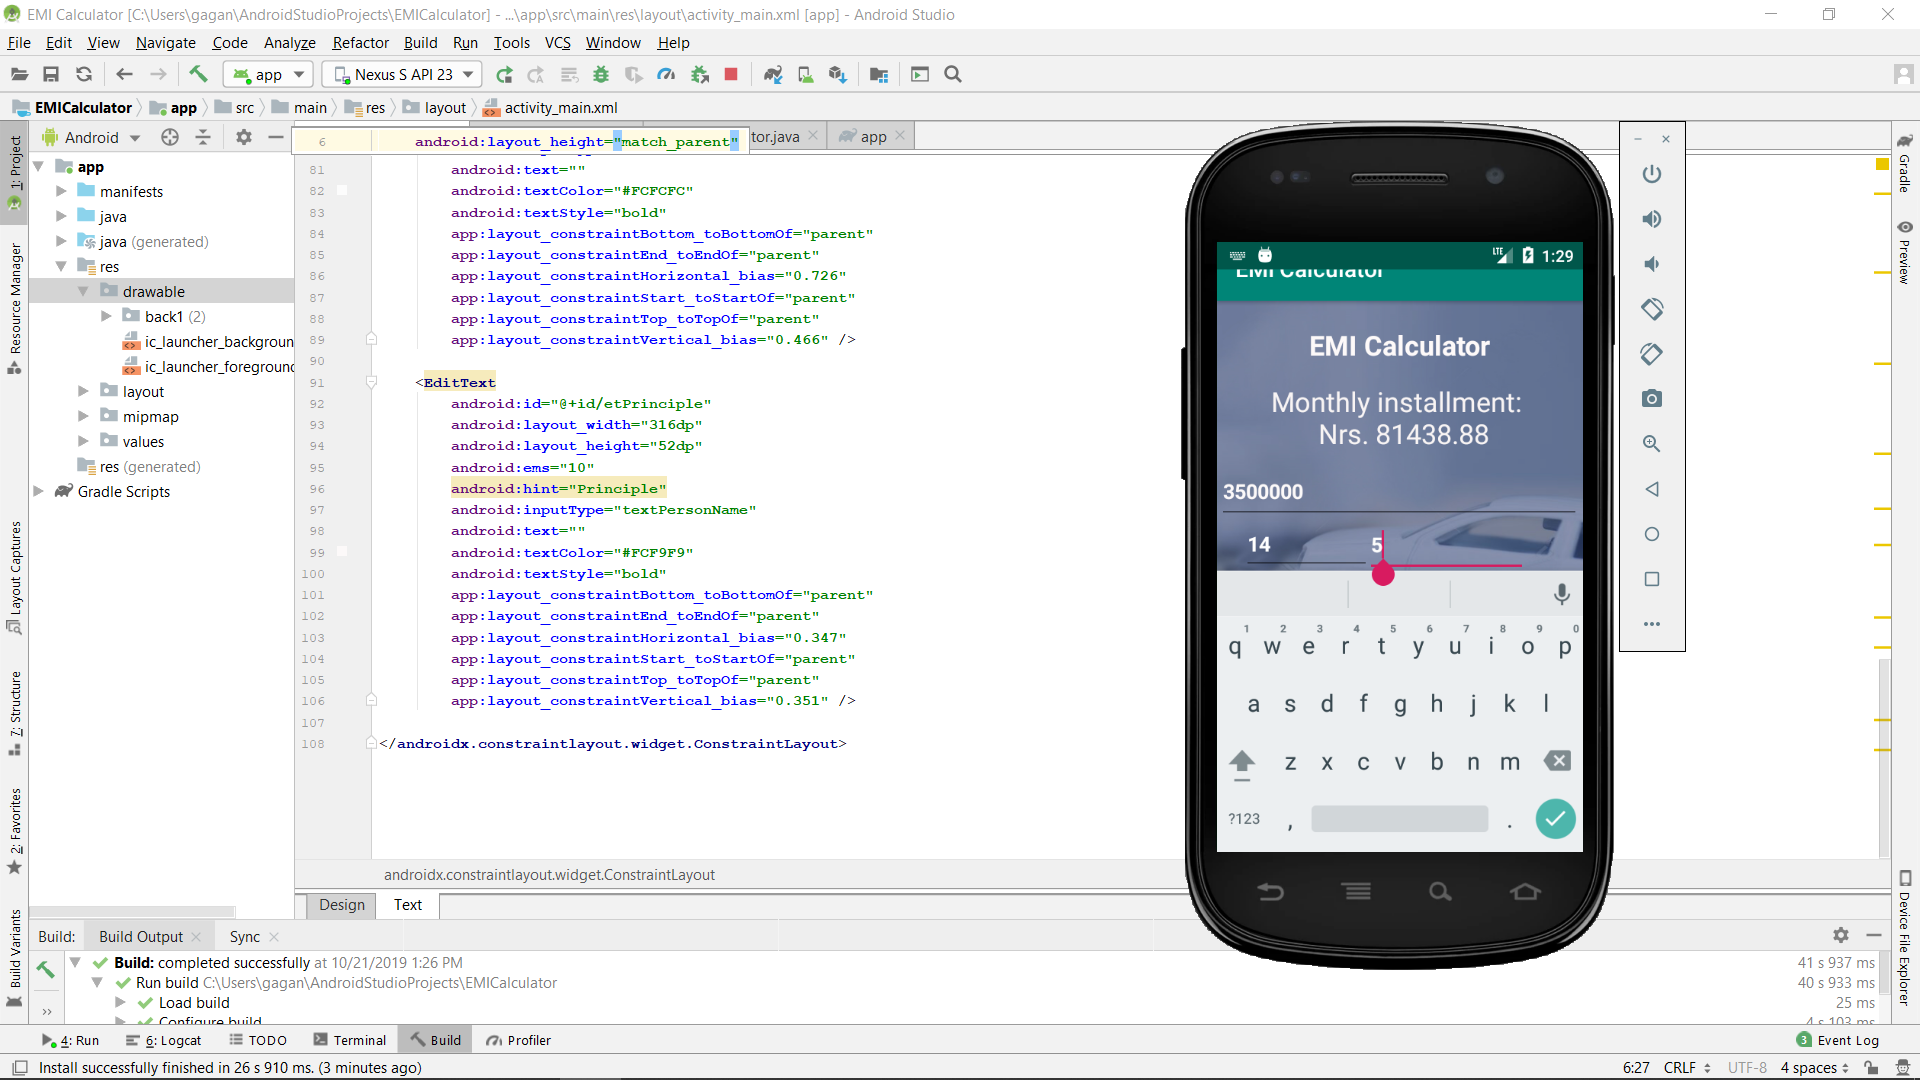 EMI Calculator [C:\Users\gagan\AndroidStudioProjects\EMICalculator] - ...\app\src\main\res\layout\activity_main.xml [app] - Android Studio
File Edit View Navigate Code Analyze Refactor Build Run Tools VCS Window Help
app Nexus S API 23
EMICalculator app src main res layout activity_main.xml
Android
tor.java app
1: Project
Resource Manager
Layout Captures
7: Structure
2: Favorites
Build Variants
app
manifests
java
java (generated)
res
drawable
back1 (2)
ic_launcher_backgroun
ic_launcher_foreground
layout
mipmap
values
res (generated)
Gradle Scripts
6 android:layout_height="match_parent"
81 android:text=""
82 android:textColor="#FCFCFC"
83 android:textStyle="bold"
84 app:layout_constraintBottom_toBottomOf="parent"
85 app:layout_constraintEnd_toEndOf="parent"
86 app:layout_constraintHorizontal_bias="0.726"
87 app:layout_constraintStart_toStartOf="parent"
88 app:layout_constraintTop_toTopOf="parent"
89 app:layout_constraintVertical_bias="0.466" />
90
91 <EditText
92 android:id="@+id/etPrinciple"
93 android:layout_width="316dp"
94 android:layout_height="52dp"
95 android:ems="10"
96 android:hint="Principle"
97 android:inputType="textPersonName"
98 android:text=""
99 android:textColor="#FCF9F9"
100 android:textStyle="bold"
101 app:layout_constraintBottom_toBottomOf="parent"
102 app:layout_constraintEnd_toEndOf="parent"
103 app:layout_constraintHorizontal_bias="0.347"
104 app:layout_constraintStart_toStartOf="parent"
105 app:layout_constraintTop_toTopOf="parent"
106 app:layout_constraintVertical_bias="0.351" />
107
108 </androidx.constraintlayout.widget.ConstraintLayout>
androidx.constraintlayout.widget.ConstraintLayout
Design Text
LTE 1:29
EMI Calculator
EMI Calculator
Monthly installment:
Nrs. 81438.88
3500000
14 5
1 2 3 4 5 6 7 8 9 0
q w e r t y u i o p
a s d f g h j k l
z x c v b n m
?123 , .
Gradle
Preview
Device File Explorer
Build: Build Output Sync
Build: completed successfully at 10/21/2019 1:26 PM 41 s 937 ms
Run build C:\Users\gagan\AndroidStudioProjects\EMICalculator 40 s 933 ms
Load build 25 ms
Configure build 4 s 103 ms
4: Run 6: Logcat TODO Terminal Build Profiler 3 Event Log
Install successfully finished in 26 s 910 ms. (3 minutes ago) 6:27 CRLF UTF-8 4 spaces